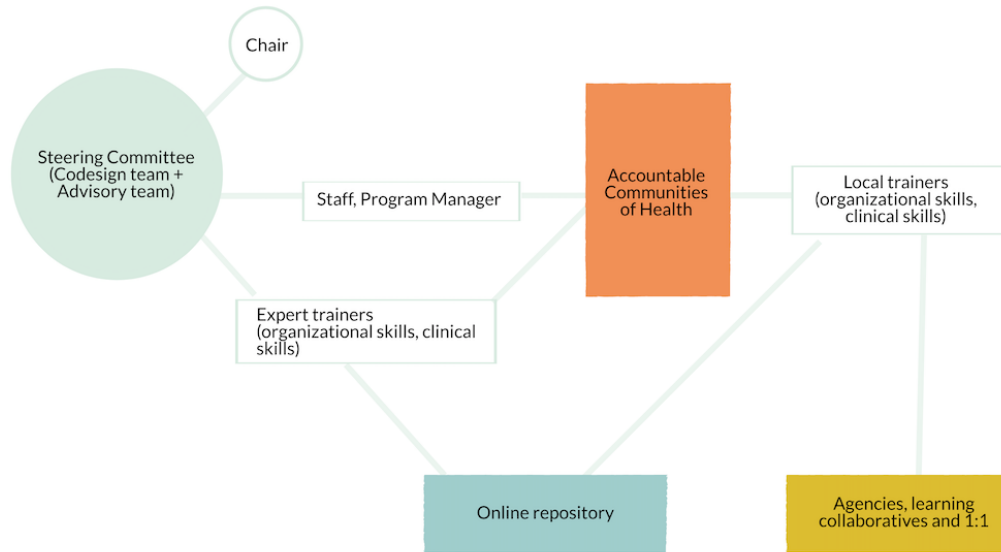 Chair
Steering Committee
(Codesign team +
Advisory team)
Staff, Program Manager
Accountable
Communities
of Health
Local trainers
(organizational skills,
clinical skills)
Expert trainers
(organizational skills, clinical
skills)
Online repository
Agencies, learning
collaboratives and 1:1